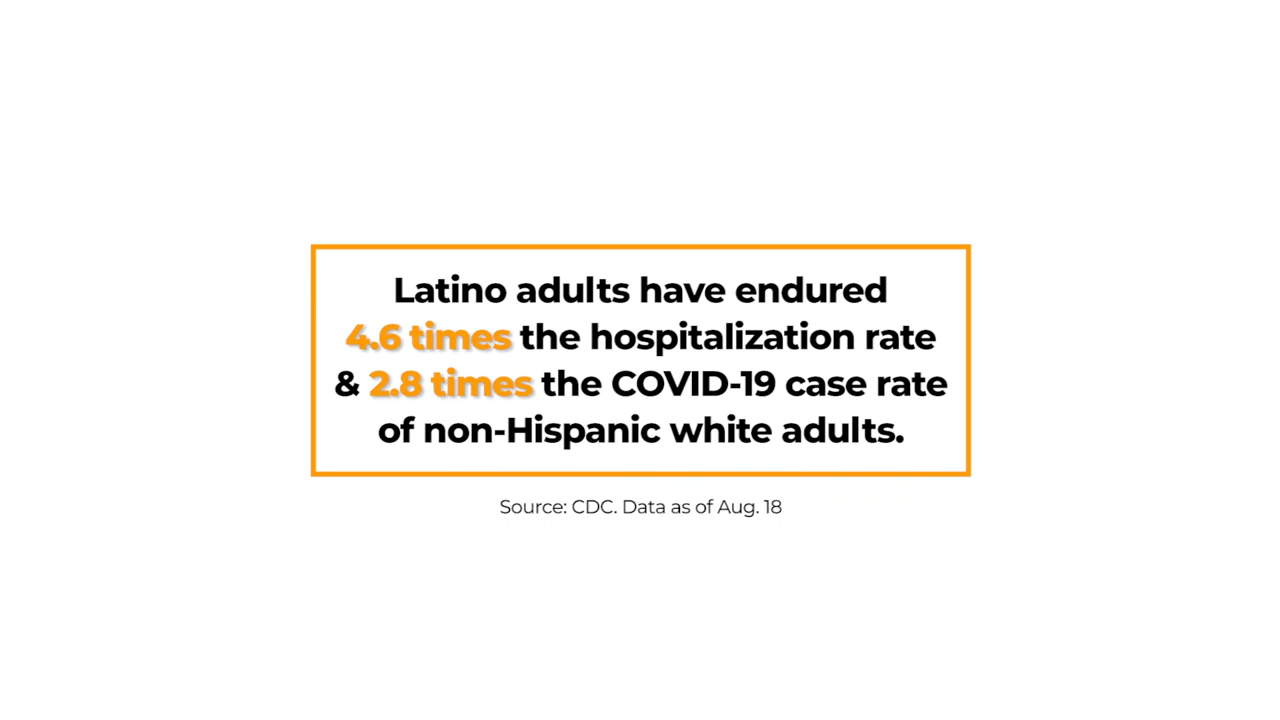 Latino adults have endured
4.6 times the hospitalization rate
& 2.8 times the COVID-19 case rate
of non-Hispanic white adults.
Source: CDC. Data as of Aug. 18